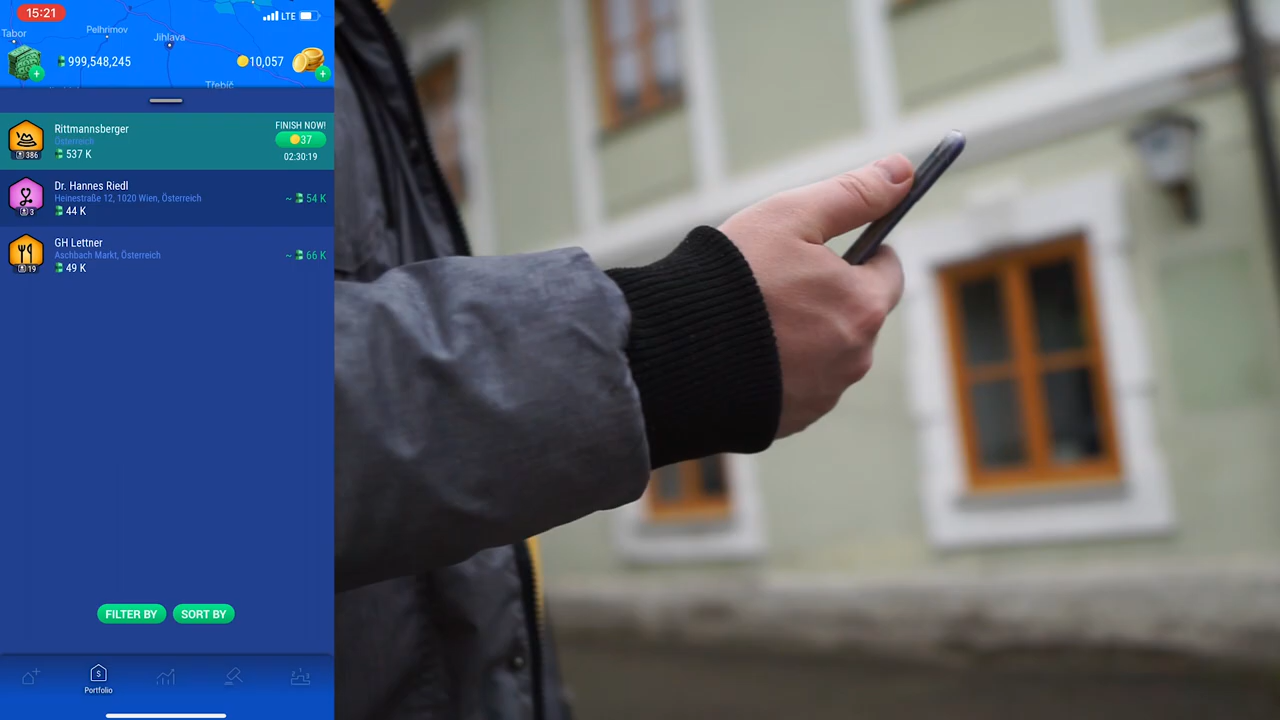 15:21
LTE
Tabor
Pelhřimov
Jihlava
999,548,245
10,057
Třebíč
Rittmannsberger
FINISH NOW!
Österreich
37
386
537 K
02:30:19
Dr. Hannes Riedl
Heinestraße 12, 1020 Wien, Österreich
~ 54 K
3
44 K
GH Lettner
Aschbach Markt, Österreich
~ 66 K
19
49 K
FILTER BY
SORT BY
Portfolio